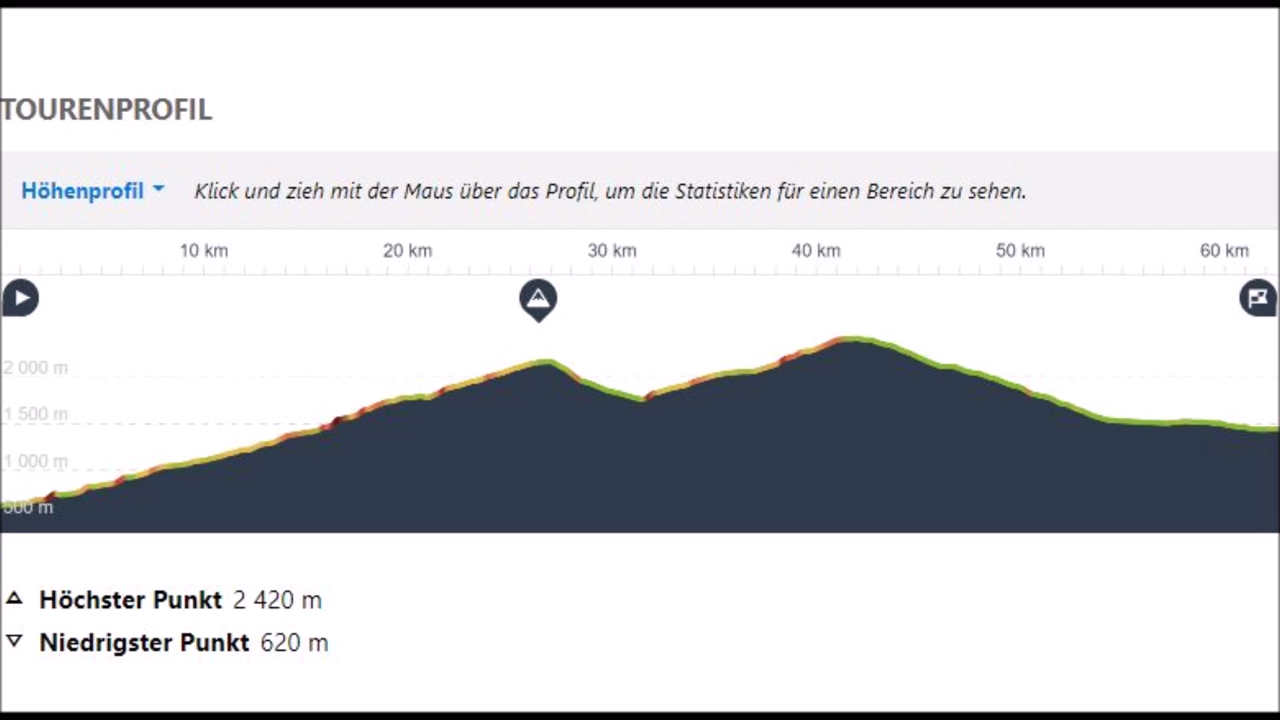 TOURENPROFIL
Höhenprofil Klick und zieh mit der Maus über das Profil, um die Statistiken für einen Bereich zu sehen.
10 km 20 km 30 km 40 km 50 km 60 km
2 000 m
1 500 m
1 000 m
500 m
Höchster Punkt 2 420 m
Niedrigster Punkt 620 m